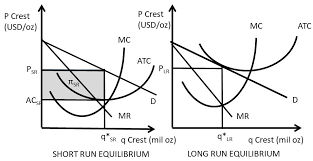 P Crest
(USD/oz)
MC
ATC
P_SR
π_SR
AC_SR
D
MR
q*_SR
q Crest (mil oz)
SHORT RUN EQUILIBRIUM
P Crest
(USD/oz)
MC
ATC
P_LR
D
MR
q*_LR
q Crest (mil oz)
LONG RUN EQUILIBRIUM